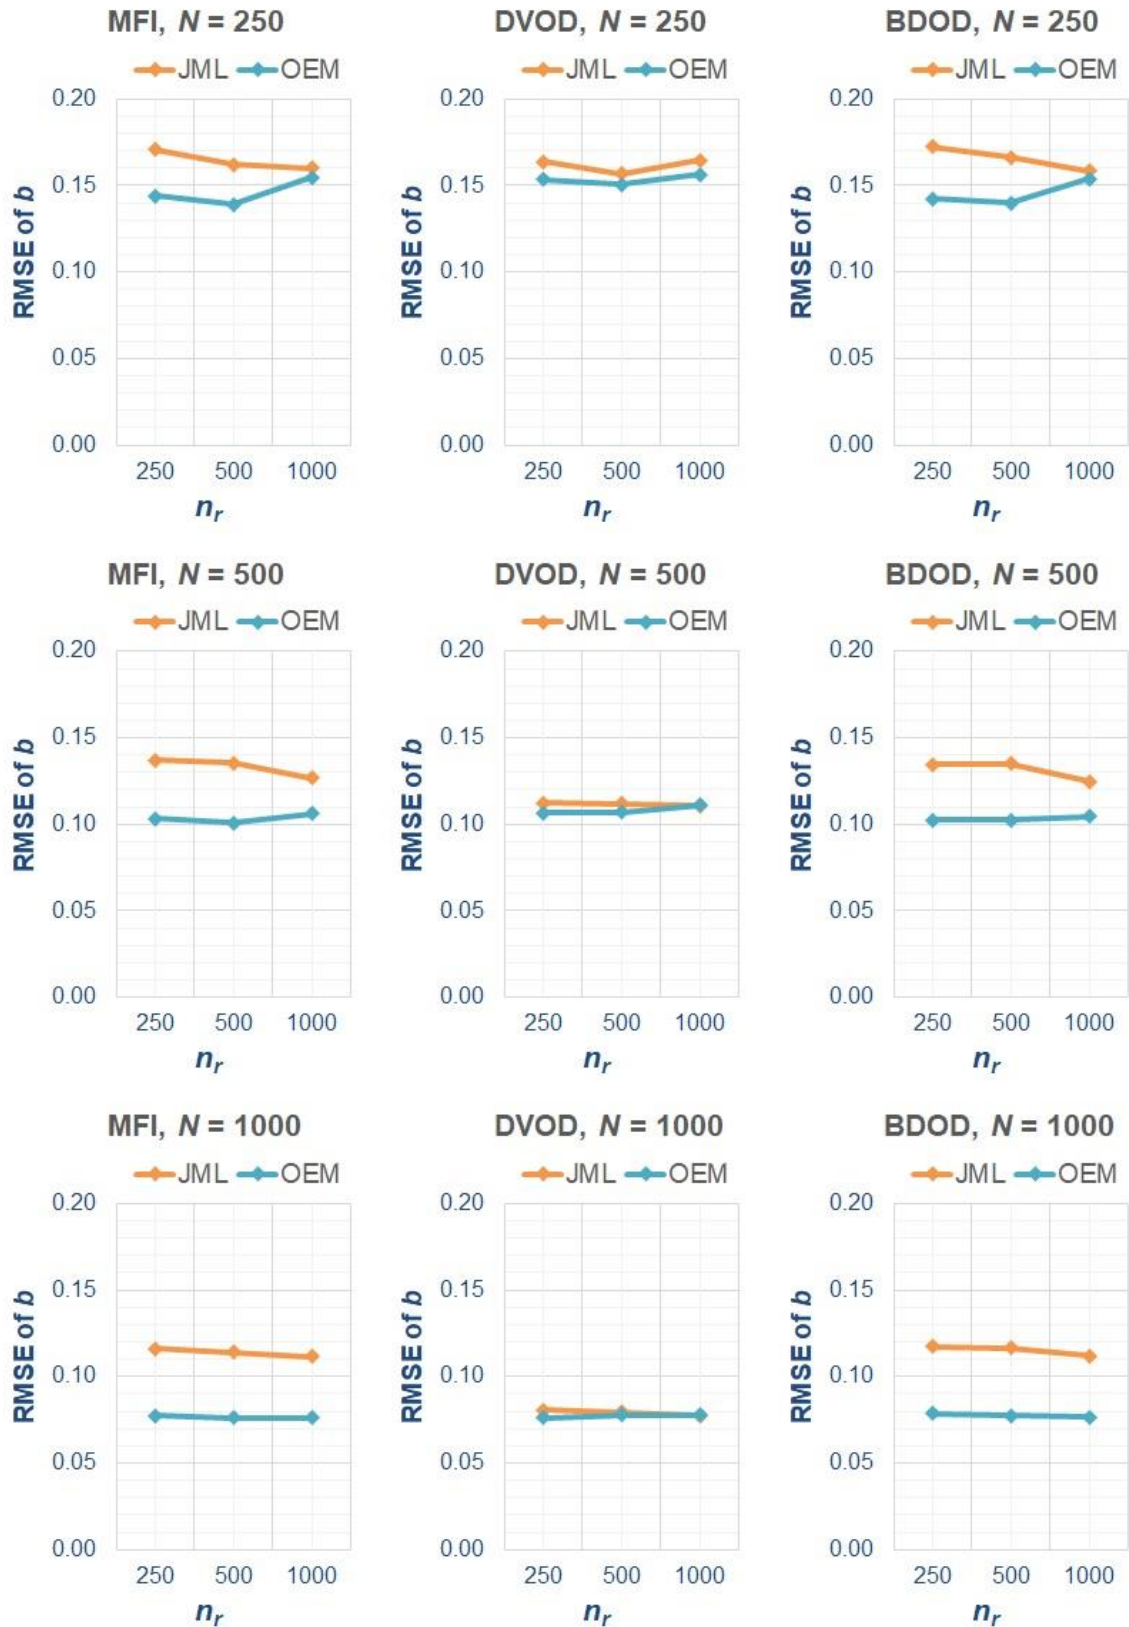 MFI, N = 250
JML OEM
0.20
0.15
0.10
0.05
0.00
RMSE of b
250 500 1000
nr
DVOD, N = 250
JML OEM
0.20
0.15
0.10
0.05
0.00
RMSE of b
250 500 1000
nr
BDOD, N = 250
JML OEM
0.20
0.15
0.10
0.05
0.00
RMSE of b
250 500 1000
nr
MFI, N = 500
JML OEM
0.20
0.15
0.10
0.05
0.00
RMSE of b
250 500 1000
nr
DVOD, N = 500
JML OEM
0.20
0.15
0.10
0.05
0.00
RMSE of b
250 500 1000
nr
BDOD, N = 500
JML OEM
0.20
0.15
0.10
0.05
0.00
RMSE of b
250 500 1000
nr
MFI, N = 1000
JML OEM
0.20
0.15
0.10
0.05
0.00
RMSE of b
250 500 1000
nr
DVOD, N = 1000
JML OEM
0.20
0.15
0.10
0.05
0.00
RMSE of b
250 500 1000
nr
BDOD, N = 1000
JML OEM
0.20
0.15
0.10
0.05
0.00
RMSE of b
250 500 1000
nr